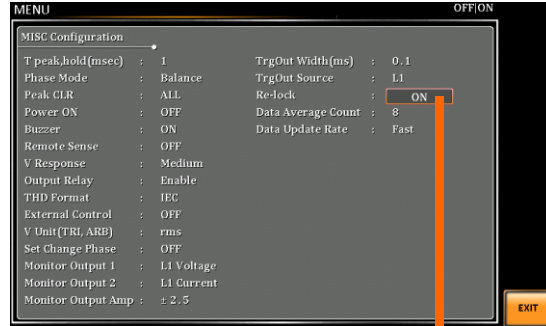 MENU
OFF|ON
MISC Configuration
T peak,hold(msec) : 1
Phase Mode : Balance
Peak CLR : ALL
Power ON : OFF
Buzzer : ON
Remote Sense : OFF
V Response : Medium
Output Relay : Enable
THD Format : IEC
External Control : OFF
V Unit(TRI, ARB) : rms
Set Change Phase : OFF
Monitor Output 1 : L1 Voltage
Monitor Output 2 : L1 Current
Monitor Output Amp : ± 2.5
TrgOut Width(ms) : 0.1
TrgOut Source : L1
Re-lock : ON
Data Average Count : 8
Data Update Rate : Fast
EXIT